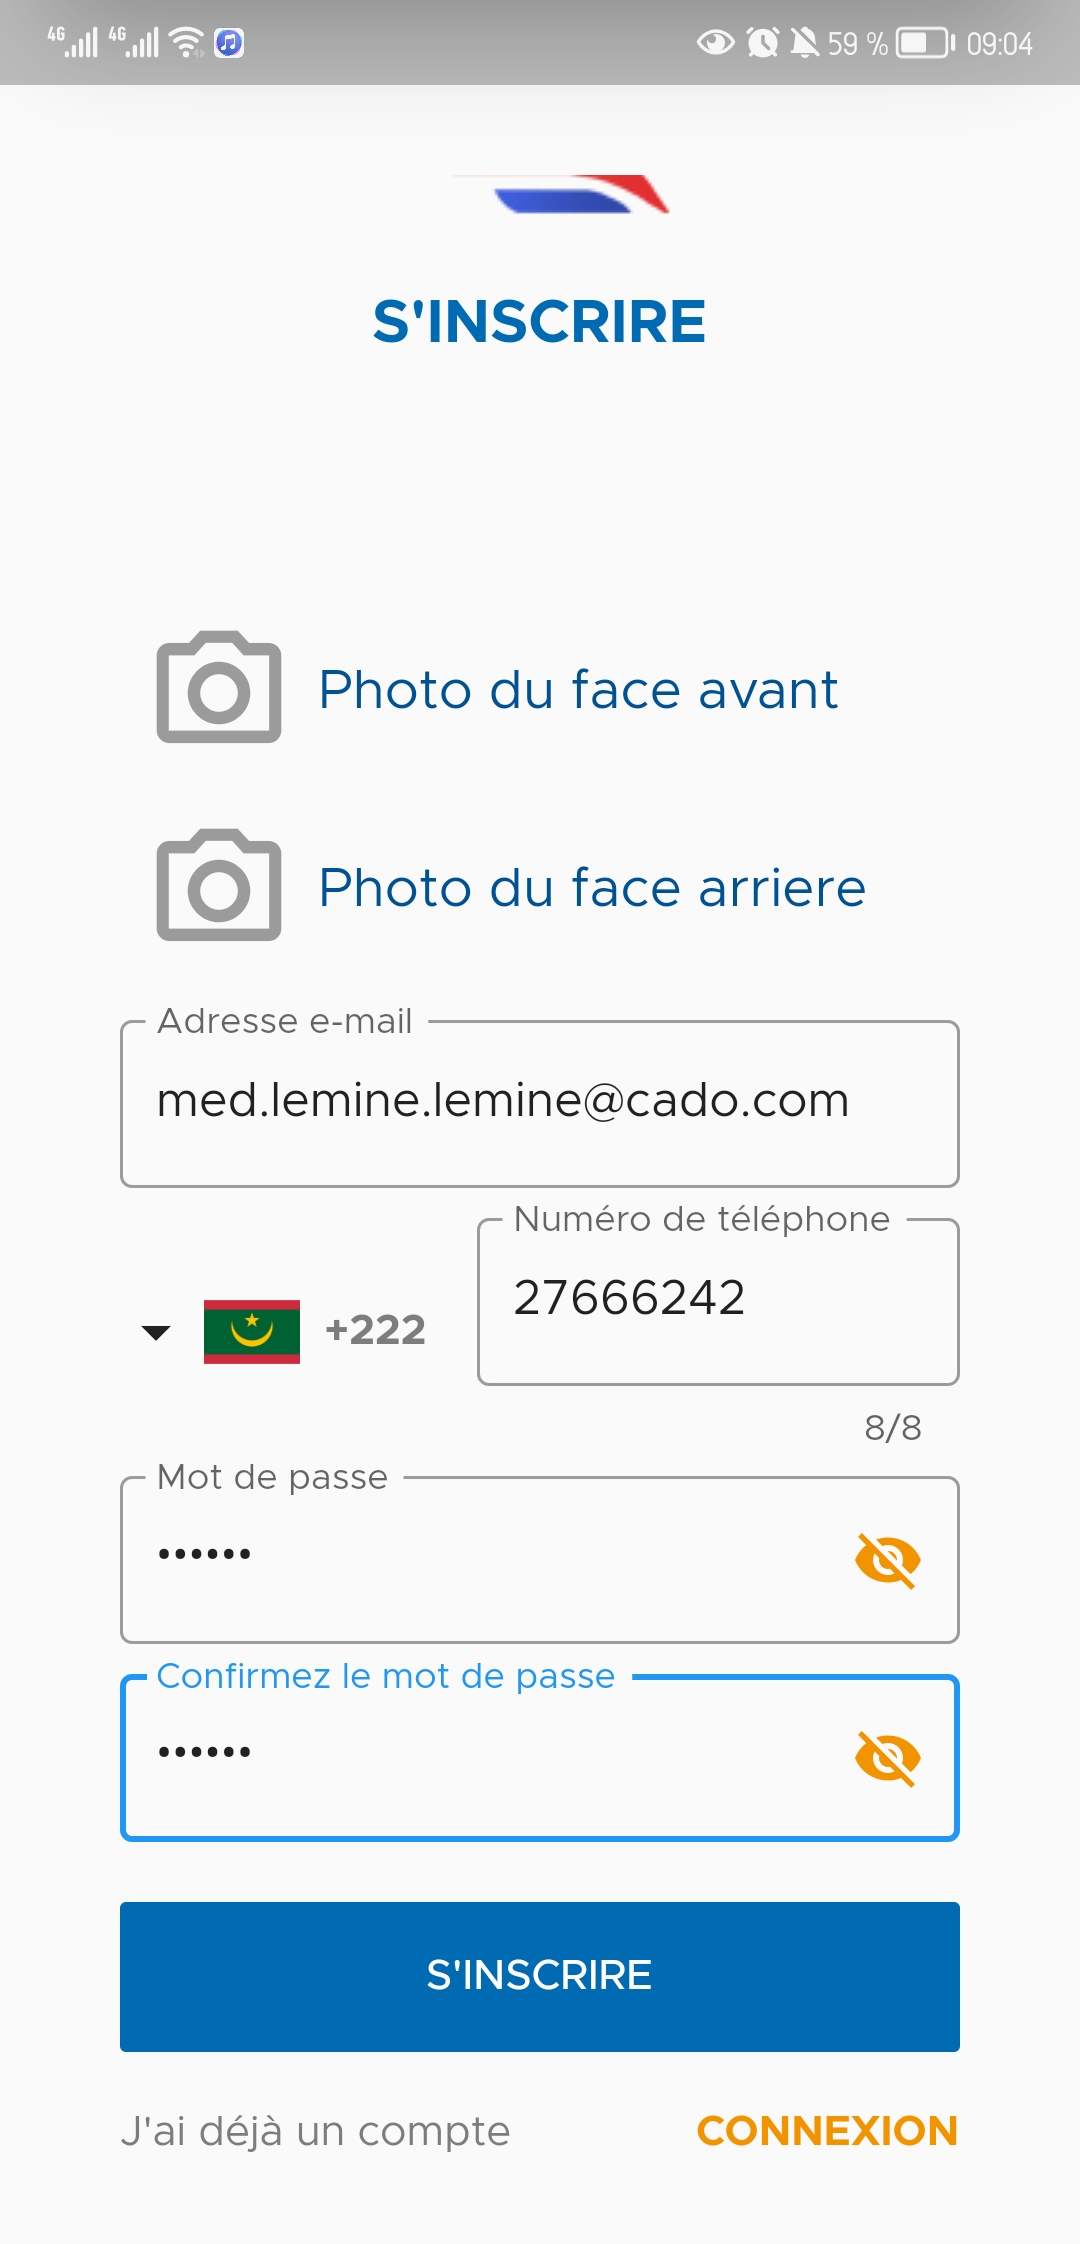 4G 4G 59 % 09:04
S'INSCRIRE
Photo du face avant
Photo du face arriere
Adresse e-mail
med.lemine.lemine@cado.com
Numéro de téléphone
+222 27666242
8/8
Mot de passe
••••••
Confirmez le mot de passe
••••••
S'INSCRIRE
J'ai déjà un compte CONNEXION